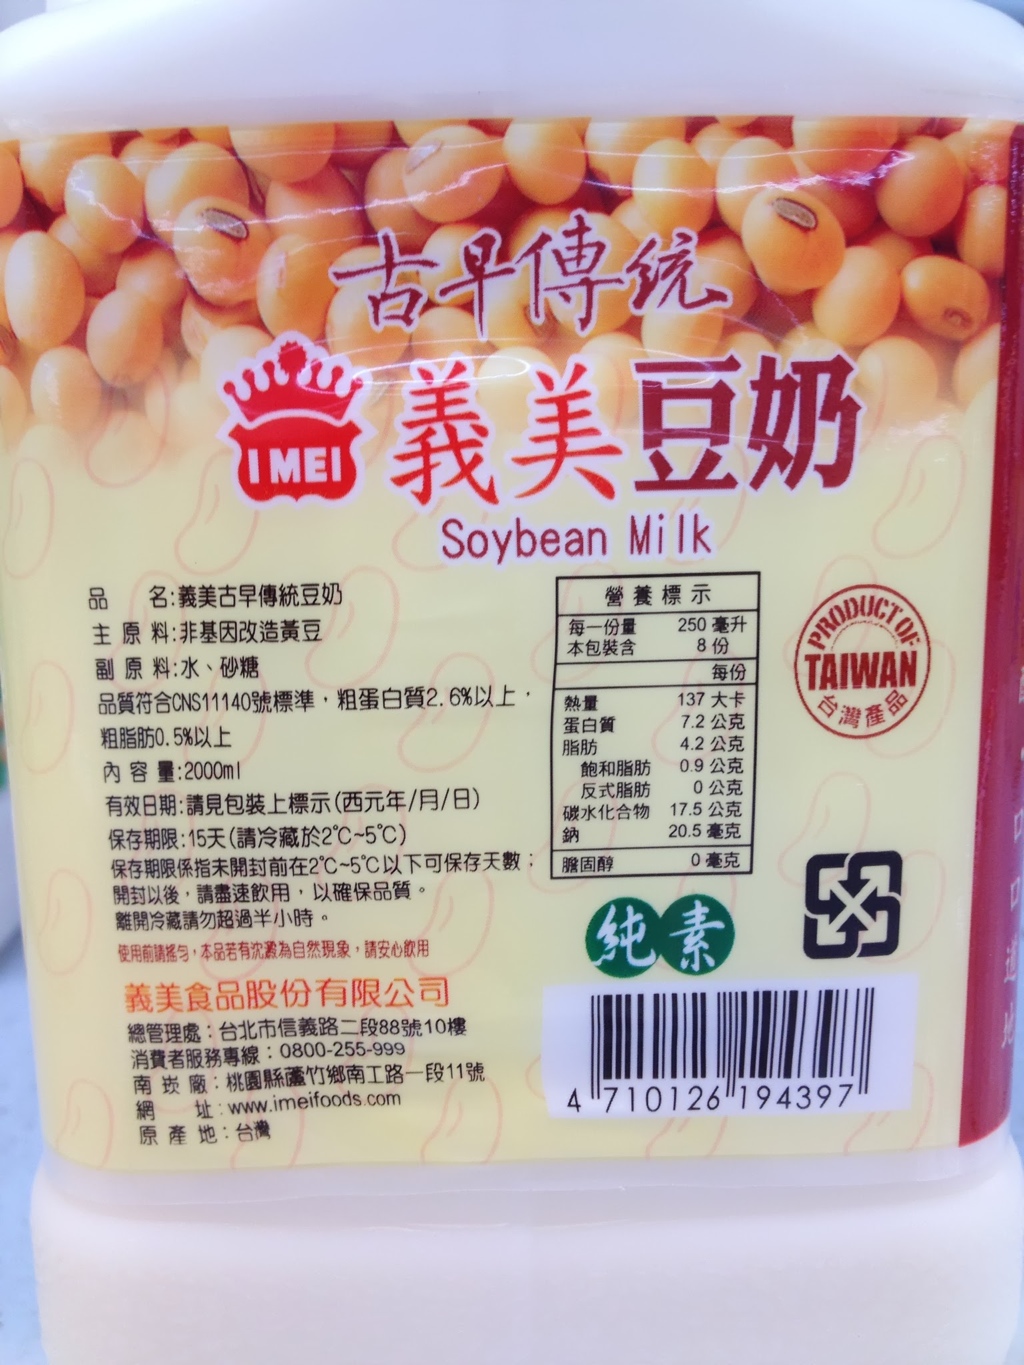 古早傳統
IMEI
義美豆奶
Soybean Milk
品 名:義美古早傳統豆奶
主原料:非基因改造黃豆
副原料:水、砂糖
品質符合CNS11140號標準，粗蛋白質2.6%以上，
粗脂肪0.5%以上
內容量:2000ml
有效日期:請見包裝上標示(西元年/月/日)
保存期限:15天(請冷藏於2℃~5℃)
保存期限係指未開封前在2℃~5℃以下可保存天數；
開封以後，請盡速飲用，以確保品質。
離開冷藏請勿超過半小時。
使用前請搖勻，本品若有沈澱為自然現象，請安心飲用
義美食品股份有限公司
總管理處：台北市信義路二段88號10樓
消費者服務專線：0800-255-999
南崁廠：桃園縣蘆竹鄉南工路一段11號
網 址：www.imeifoods.com
原產地：台灣
營養標示
每一份量 250 毫升
本包裝含 8 份
每份
熱量 137 大卡
蛋白質 7.2 公克
脂肪 4.2 公克
飽和脂肪 0.9 公克
反式脂肪 0 公克
碳水化合物 17.5 公克
鈉 20.5 毫克
膽固醇 0 毫克
PRODUCT OF
TAIWAN
台灣產品
純素
4 710126 194397